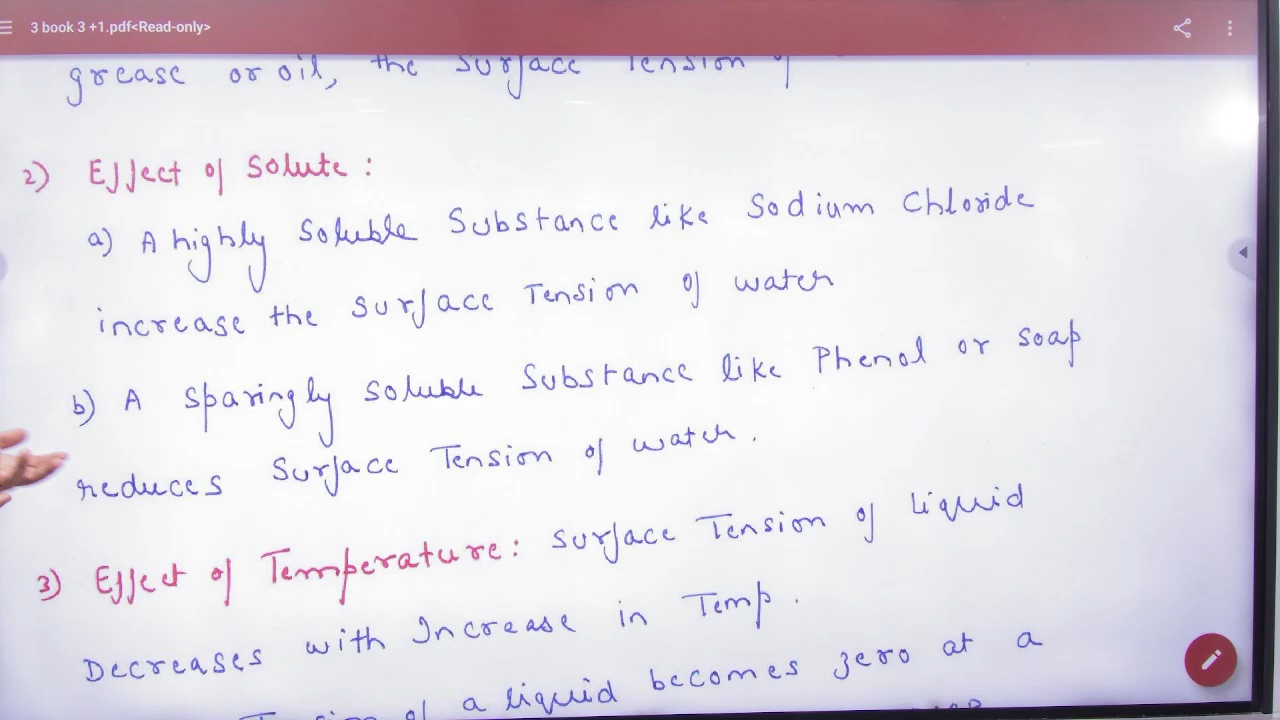 3 book 3 +1.pdf<Read-only>
grease or oil, the surface Tension of
2) Effect of Solute :
a) A highly Soluble Substance like Sodium Chloride
increase the surface Tension of water
b) A sparingly soluble Substance like Phenol or soap
reduces Surface Tension of water.
3) Effect of Temperature : Surface Tension of liquid
Decreases with Increase in Temp.
Tension of a liquid becomes zero at a